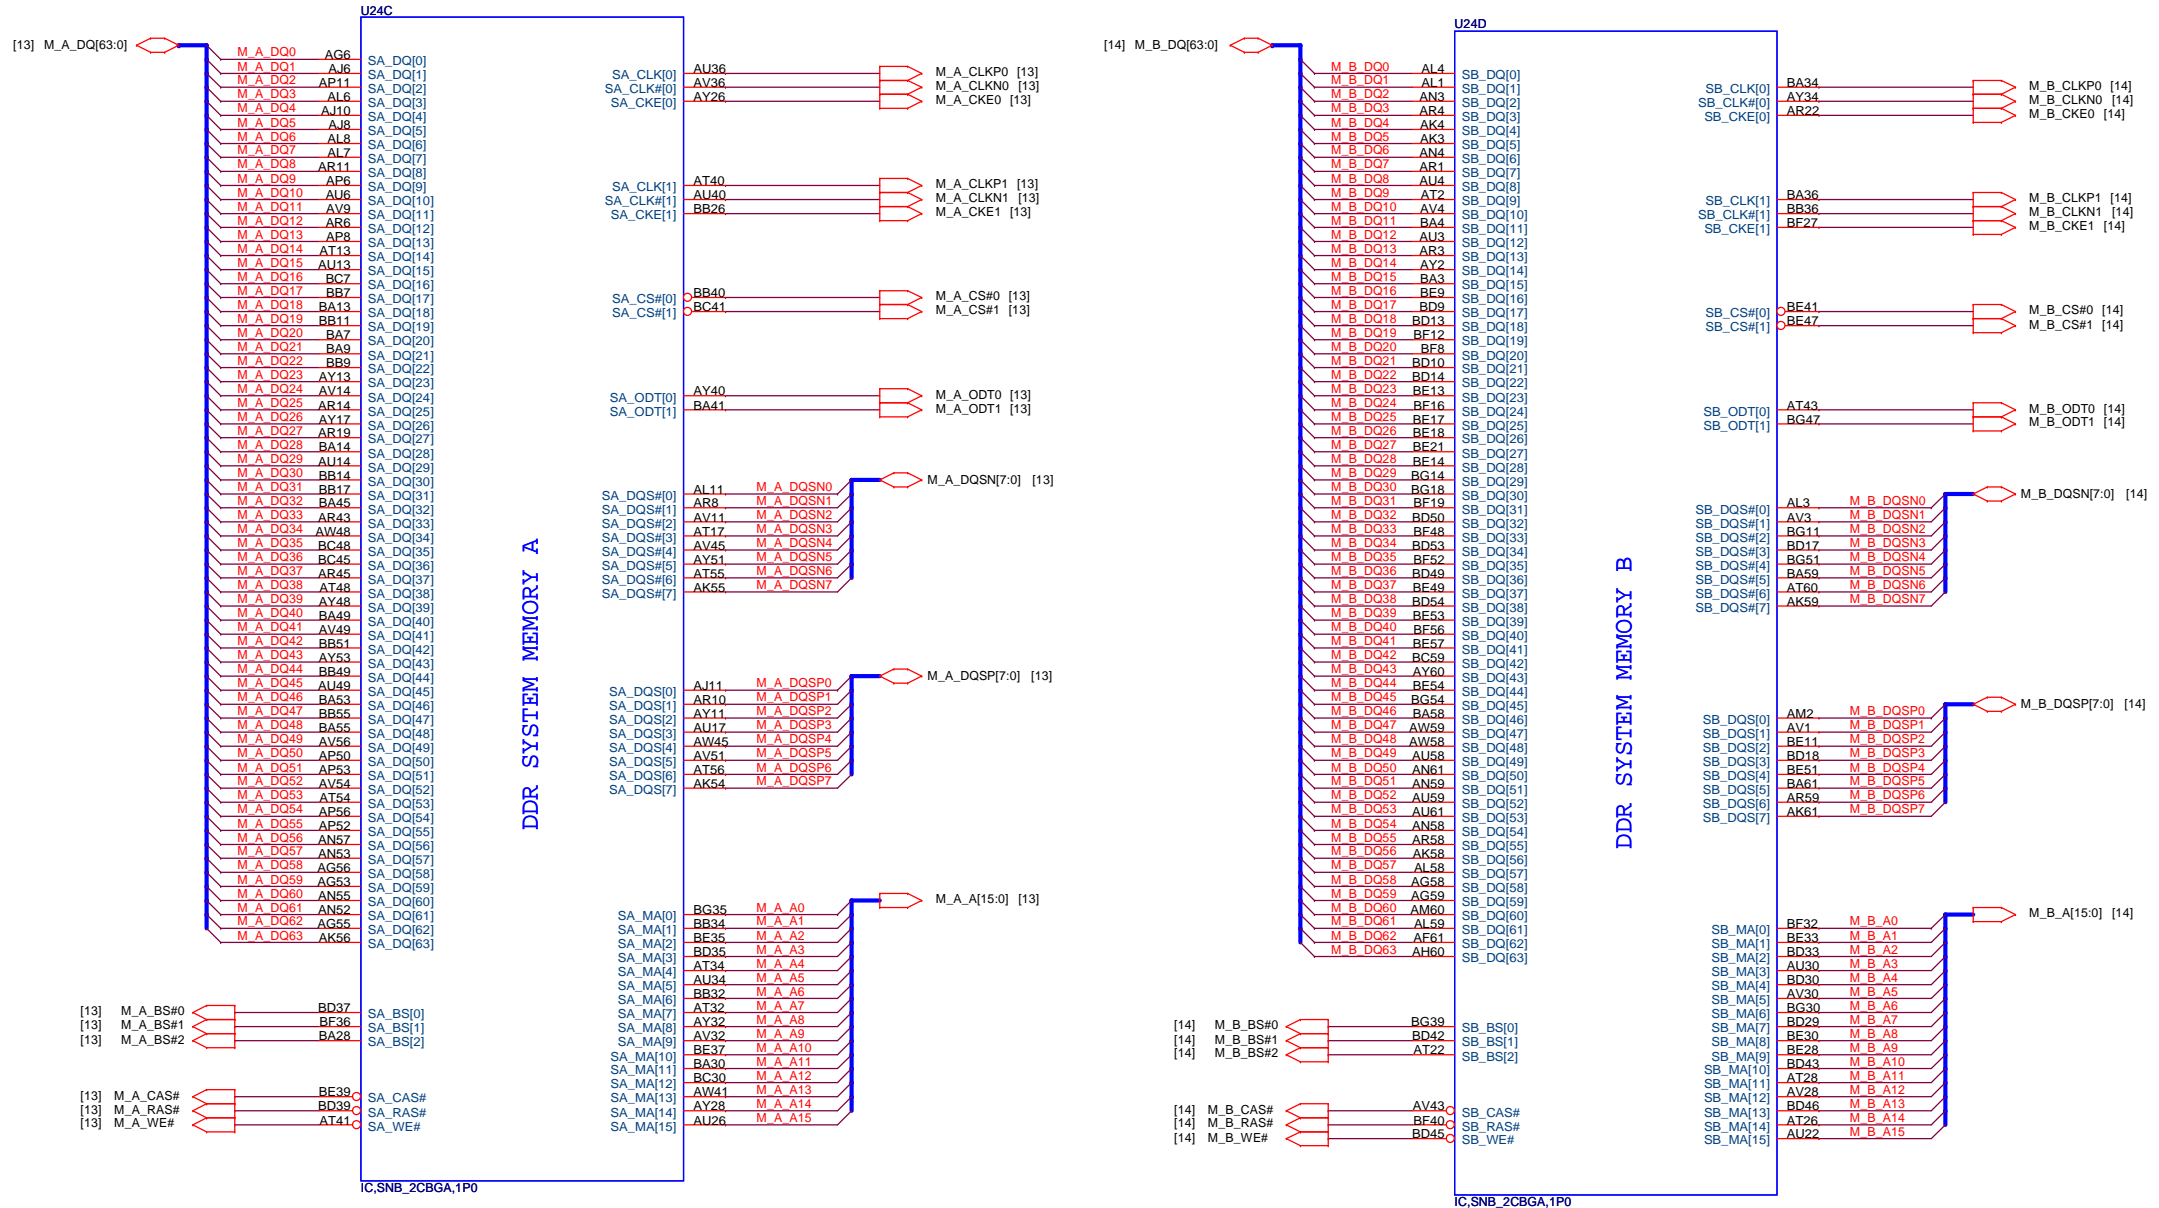 U24C
[13] M_A_DQ[63:0]
M_A_DQ0 AG6 SA_DQ[0]
M_A_DQ1 AJ6 SA_DQ[1]
M_A_DQ2 AP11 SA_DQ[2]
M_A_DQ3 AL6 SA_DQ[3]
M_A_DQ4 AJ10 SA_DQ[4]
M_A_DQ5 AJ8 SA_DQ[5]
M_A_DQ6 AL8 SA_DQ[6]
M_A_DQ7 AL7 SA_DQ[7]
M_A_DQ8 AR11 SA_DQ[8]
M_A_DQ9 AP6 SA_DQ[9]
M_A_DQ10 AU6 SA_DQ[10]
M_A_DQ11 AV9 SA_DQ[11]
M_A_DQ12 AR6 SA_DQ[12]
M_A_DQ13 AP8 SA_DQ[13]
M_A_DQ14 AT13 SA_DQ[14]
M_A_DQ15 AU13 SA_DQ[15]
M_A_DQ16 BC7 SA_DQ[16]
M_A_DQ17 BB7 SA_DQ[17]
M_A_DQ18 BA13 SA_DQ[18]
M_A_DQ19 BB11 SA_DQ[19]
M_A_DQ20 BA7 SA_DQ[20]
M_A_DQ21 BA9 SA_DQ[21]
M_A_DQ22 BB9 SA_DQ[22]
M_A_DQ23 AY13 SA_DQ[23]
M_A_DQ24 AV14 SA_DQ[24]
M_A_DQ25 AR14 SA_DQ[25]
M_A_DQ26 AY17 SA_DQ[26]
M_A_DQ27 AR19 SA_DQ[27]
M_A_DQ28 BA14 SA_DQ[28]
M_A_DQ29 AU14 SA_DQ[29]
M_A_DQ30 BB14 SA_DQ[30]
M_A_DQ31 BB17 SA_DQ[31]
M_A_DQ32 BA45 SA_DQ[32]
M_A_DQ33 AR43 SA_DQ[33]
M_A_DQ34 AW48 SA_DQ[34]
M_A_DQ35 BC48 SA_DQ[35]
M_A_DQ36 BC45 SA_DQ[36]
M_A_DQ37 AR45 SA_DQ[37]
M_A_DQ38 AT48 SA_DQ[38]
M_A_DQ39 AY48 SA_DQ[39]
M_A_DQ40 BA49 SA_DQ[40]
M_A_DQ41 AV49 SA_DQ[41]
M_A_DQ42 BB51 SA_DQ[42]
M_A_DQ43 AY53 SA_DQ[43]
M_A_DQ44 BB49 SA_DQ[44]
M_A_DQ45 AU49 SA_DQ[45]
M_A_DQ46 BA53 SA_DQ[46]
M_A_DQ47 BB55 SA_DQ[47]
M_A_DQ48 BA55 SA_DQ[48]
M_A_DQ49 AV56 SA_DQ[49]
M_A_DQ50 AP50 SA_DQ[50]
M_A_DQ51 AP53 SA_DQ[51]
M_A_DQ52 AV54 SA_DQ[52]
M_A_DQ53 AT54 SA_DQ[53]
M_A_DQ54 AP56 SA_DQ[54]
M_A_DQ55 AP52 SA_DQ[55]
M_A_DQ56 AN57 SA_DQ[56]
M_A_DQ57 AN53 SA_DQ[57]
M_A_DQ58 AG56 SA_DQ[58]
M_A_DQ59 AG53 SA_DQ[59]
M_A_DQ60 AN55 SA_DQ[60]
M_A_DQ61 AN52 SA_DQ[61]
M_A_DQ62 AG55 SA_DQ[62]
M_A_DQ63 AK56 SA_DQ[63]
[13] M_A_BS#0 BD37 SA_BS[0]
[13] M_A_BS#1 BF36 SA_BS[1]
[13] M_A_BS#2 BA28 SA_BS[2]
[13] M_A_CAS# BE39 SA_CAS#
[13] M_A_RAS# BD39 SA_RAS#
[13] M_A_WE# AT41 SA_WE#
DDR SYSTEM MEMORY A
SA_CLK[0] AU36 M_A_CLKP0 [13]
SA_CLK#[0] AV36 M_A_CLKN0 [13]
SA_CKE[0] AY26 M_A_CKE0 [13]
SA_CLK[1] AT40 M_A_CLKP1 [13]
SA_CLK#[1] AU40 M_A_CLKN1 [13]
SA_CKE[1] BB26 M_A_CKE1 [13]
SA_CS#[0] BB40 M_A_CS#0 [13]
SA_CS#[1] BC41 M_A_CS#1 [13]
SA_ODT[0] AY40 M_A_ODT0 [13]
SA_ODT[1] BA41 M_A_ODT1 [13]
M_A_DQSN[7:0] [13]
SA_DQS#[0] AL11 M_A_DQSN0
SA_DQS#[1] AR8 M_A_DQSN1
SA_DQS#[2] AV11 M_A_DQSN2
SA_DQS#[3] AT17 M_A_DQSN3
SA_DQS#[4] AV45 M_A_DQSN4
SA_DQS#[5] AY51 M_A_DQSN5
SA_DQS#[6] AT55 M_A_DQSN6
SA_DQS#[7] AK55 M_A_DQSN7
M_A_DQSP[7:0] [13]
SA_DQS[0] AJ11 M_A_DQSP0
SA_DQS[1] AR10 M_A_DQSP1
SA_DQS[2] AY11 M_A_DQSP2
SA_DQS[3] AU17 M_A_DQSP3
SA_DQS[4] AW45 M_A_DQSP4
SA_DQS[5] AV51 M_A_DQSP5
SA_DQS[6] AT56 M_A_DQSP6
SA_DQS[7] AK54 M_A_DQSP7
M_A_A[15:0] [13]
SA_MA[0] BG35 M_A_A0
SA_MA[1] BB34 M_A_A1
SA_MA[2] BE35 M_A_A2
SA_MA[3] BD35 M_A_A3
SA_MA[4] AT34 M_A_A4
SA_MA[5] AU34 M_A_A5
SA_MA[6] BB32 M_A_A6
SA_MA[7] AT32 M_A_A7
SA_MA[8] AY32 M_A_A8
SA_MA[9] AV32 M_A_A9
SA_MA[10] BE37 M_A_A10
SA_MA[11] BA30 M_A_A11
SA_MA[12] BC30 M_A_A12
SA_MA[13] AW41 M_A_A13
SA_MA[14] AY28 M_A_A14
SA_MA[15] AU26 M_A_A15
IC,SNB_2CBGA,1P0
U24D
[14] M_B_DQ[63:0]
M_B_DQ0 AL4 SB_DQ[0]
M_B_DQ1 AL1 SB_DQ[1]
M_B_DQ2 AN3 SB_DQ[2]
M_B_DQ3 AR4 SB_DQ[3]
M_B_DQ4 AK4 SB_DQ[4]
M_B_DQ5 AK3 SB_DQ[5]
M_B_DQ6 AN4 SB_DQ[6]
M_B_DQ7 AR1 SB_DQ[7]
M_B_DQ8 AU4 SB_DQ[8]
M_B_DQ9 AT2 SB_DQ[9]
M_B_DQ10 AV4 SB_DQ[10]
M_B_DQ11 BA4 SB_DQ[11]
M_B_DQ12 AU3 SB_DQ[12]
M_B_DQ13 AR3 SB_DQ[13]
M_B_DQ14 AY2 SB_DQ[14]
M_B_DQ15 BA3 SB_DQ[15]
M_B_DQ16 BE9 SB_DQ[16]
M_B_DQ17 BD9 SB_DQ[17]
M_B_DQ18 BD13 SB_DQ[18]
M_B_DQ19 BF12 SB_DQ[19]
M_B_DQ20 BF8 SB_DQ[20]
M_B_DQ21 BD10 SB_DQ[21]
M_B_DQ22 BD14 SB_DQ[22]
M_B_DQ23 BE13 SB_DQ[23]
M_B_DQ24 BF16 SB_DQ[24]
M_B_DQ25 BE17 SB_DQ[25]
M_B_DQ26 BE18 SB_DQ[26]
M_B_DQ27 BE21 SB_DQ[27]
M_B_DQ28 BE14 SB_DQ[28]
M_B_DQ29 BG14 SB_DQ[29]
M_B_DQ30 BG18 SB_DQ[30]
M_B_DQ31 BF19 SB_DQ[31]
M_B_DQ32 BD50 SB_DQ[32]
M_B_DQ33 BF48 SB_DQ[33]
M_B_DQ34 BD53 SB_DQ[34]
M_B_DQ35 BF52 SB_DQ[35]
M_B_DQ36 BD49 SB_DQ[36]
M_B_DQ37 BE49 SB_DQ[37]
M_B_DQ38 BD54 SB_DQ[38]
M_B_DQ39 BE53 SB_DQ[39]
M_B_DQ40 BF56 SB_DQ[40]
M_B_DQ41 BE57 SB_DQ[41]
M_B_DQ42 BC59 SB_DQ[42]
M_B_DQ43 AY60 SB_DQ[43]
M_B_DQ44 BE54 SB_DQ[44]
M_B_DQ45 BG54 SB_DQ[45]
M_B_DQ46 BA58 SB_DQ[46]
M_B_DQ47 AW59 SB_DQ[47]
M_B_DQ48 AW58 SB_DQ[48]
M_B_DQ49 AU58 SB_DQ[49]
M_B_DQ50 AN61 SB_DQ[50]
M_B_DQ51 AN59 SB_DQ[51]
M_B_DQ52 AU59 SB_DQ[52]
M_B_DQ53 AU61 SB_DQ[53]
M_B_DQ54 AN58 SB_DQ[54]
M_B_DQ55 AR58 SB_DQ[55]
M_B_DQ56 AK58 SB_DQ[56]
M_B_DQ57 AL58 SB_DQ[57]
M_B_DQ58 AG58 SB_DQ[58]
M_B_DQ59 AG59 SB_DQ[59]
M_B_DQ60 AM60 SB_DQ[60]
M_B_DQ61 AL59 SB_DQ[61]
M_B_DQ62 AF61 SB_DQ[62]
M_B_DQ63 AH60 SB_DQ[63]
[14] M_B_BS#0 BG39 SB_BS[0]
[14] M_B_BS#1 BD42 SB_BS[1]
[14] M_B_BS#2 AT22 SB_BS[2]
[14] M_B_CAS# AV43 SB_CAS#
[14] M_B_RAS# BF40 SB_RAS#
[14] M_B_WE# BD45 SB_WE#
DDR SYSTEM MEMORY B
SB_CLK[0] BA34 M_B_CLKP0 [14]
SB_CLK#[0] AY34 M_B_CLKN0 [14]
SB_CKE[0] AR22 M_B_CKE0 [14]
SB_CLK[1] BA36 M_B_CLKP1 [14]
SB_CLK#[1] BB36 M_B_CLKN1 [14]
SB_CKE[1] BF27 M_B_CKE1 [14]
SB_CS#[0] BE41 M_B_CS#0 [14]
SB_CS#[1] BE47 M_B_CS#1 [14]
SB_ODT[0] AT43 M_B_ODT0 [14]
SB_ODT[1] BG47 M_B_ODT1 [14]
M_B_DQSN[7:0] [14]
SB_DQS#[0] AL3 M_B_DQSN0
SB_DQS#[1] AV3 M_B_DQSN1
SB_DQS#[2] BG11 M_B_DQSN2
SB_DQS#[3] BD17 M_B_DQSN3
SB_DQS#[4] BG51 M_B_DQSN4
SB_DQS#[5] BA59 M_B_DQSN5
SB_DQS#[6] AT60 M_B_DQSN6
SB_DQS#[7] AK59 M_B_DQSN7
M_B_DQSP[7:0] [14]
SB_DQS[0] AM2 M_B_DQSP0
SB_DQS[1] AV1 M_B_DQSP1
SB_DQS[2] BE11 M_B_DQSP2
SB_DQS[3] BD18 M_B_DQSP3
SB_DQS[4] BE51 M_B_DQSP4
SB_DQS[5] BA61 M_B_DQSP5
SB_DQS[6] AR59 M_B_DQSP6
SB_DQS[7] AK61 M_B_DQSP7
M_B_A[15:0] [14]
SB_MA[0] BF32 M_B_A0
SB_MA[1] BE33 M_B_A1
SB_MA[2] BD33 M_B_A2
SB_MA[3] AU30 M_B_A3
SB_MA[4] BD30 M_B_A4
SB_MA[5] AV30 M_B_A5
SB_MA[6] BG30 M_B_A6
SB_MA[7] BD29 M_B_A7
SB_MA[8] BE30 M_B_A8
SB_MA[9] BE28 M_B_A9
SB_MA[10] BD43 M_B_A10
SB_MA[11] AT28 M_B_A11
SB_MA[12] AV28 M_B_A12
SB_MA[13] BD46 M_B_A13
SB_MA[14] AT26 M_B_A14
SB_MA[15] AU22 M_B_A15
IC,SNB_2CBGA,1P0